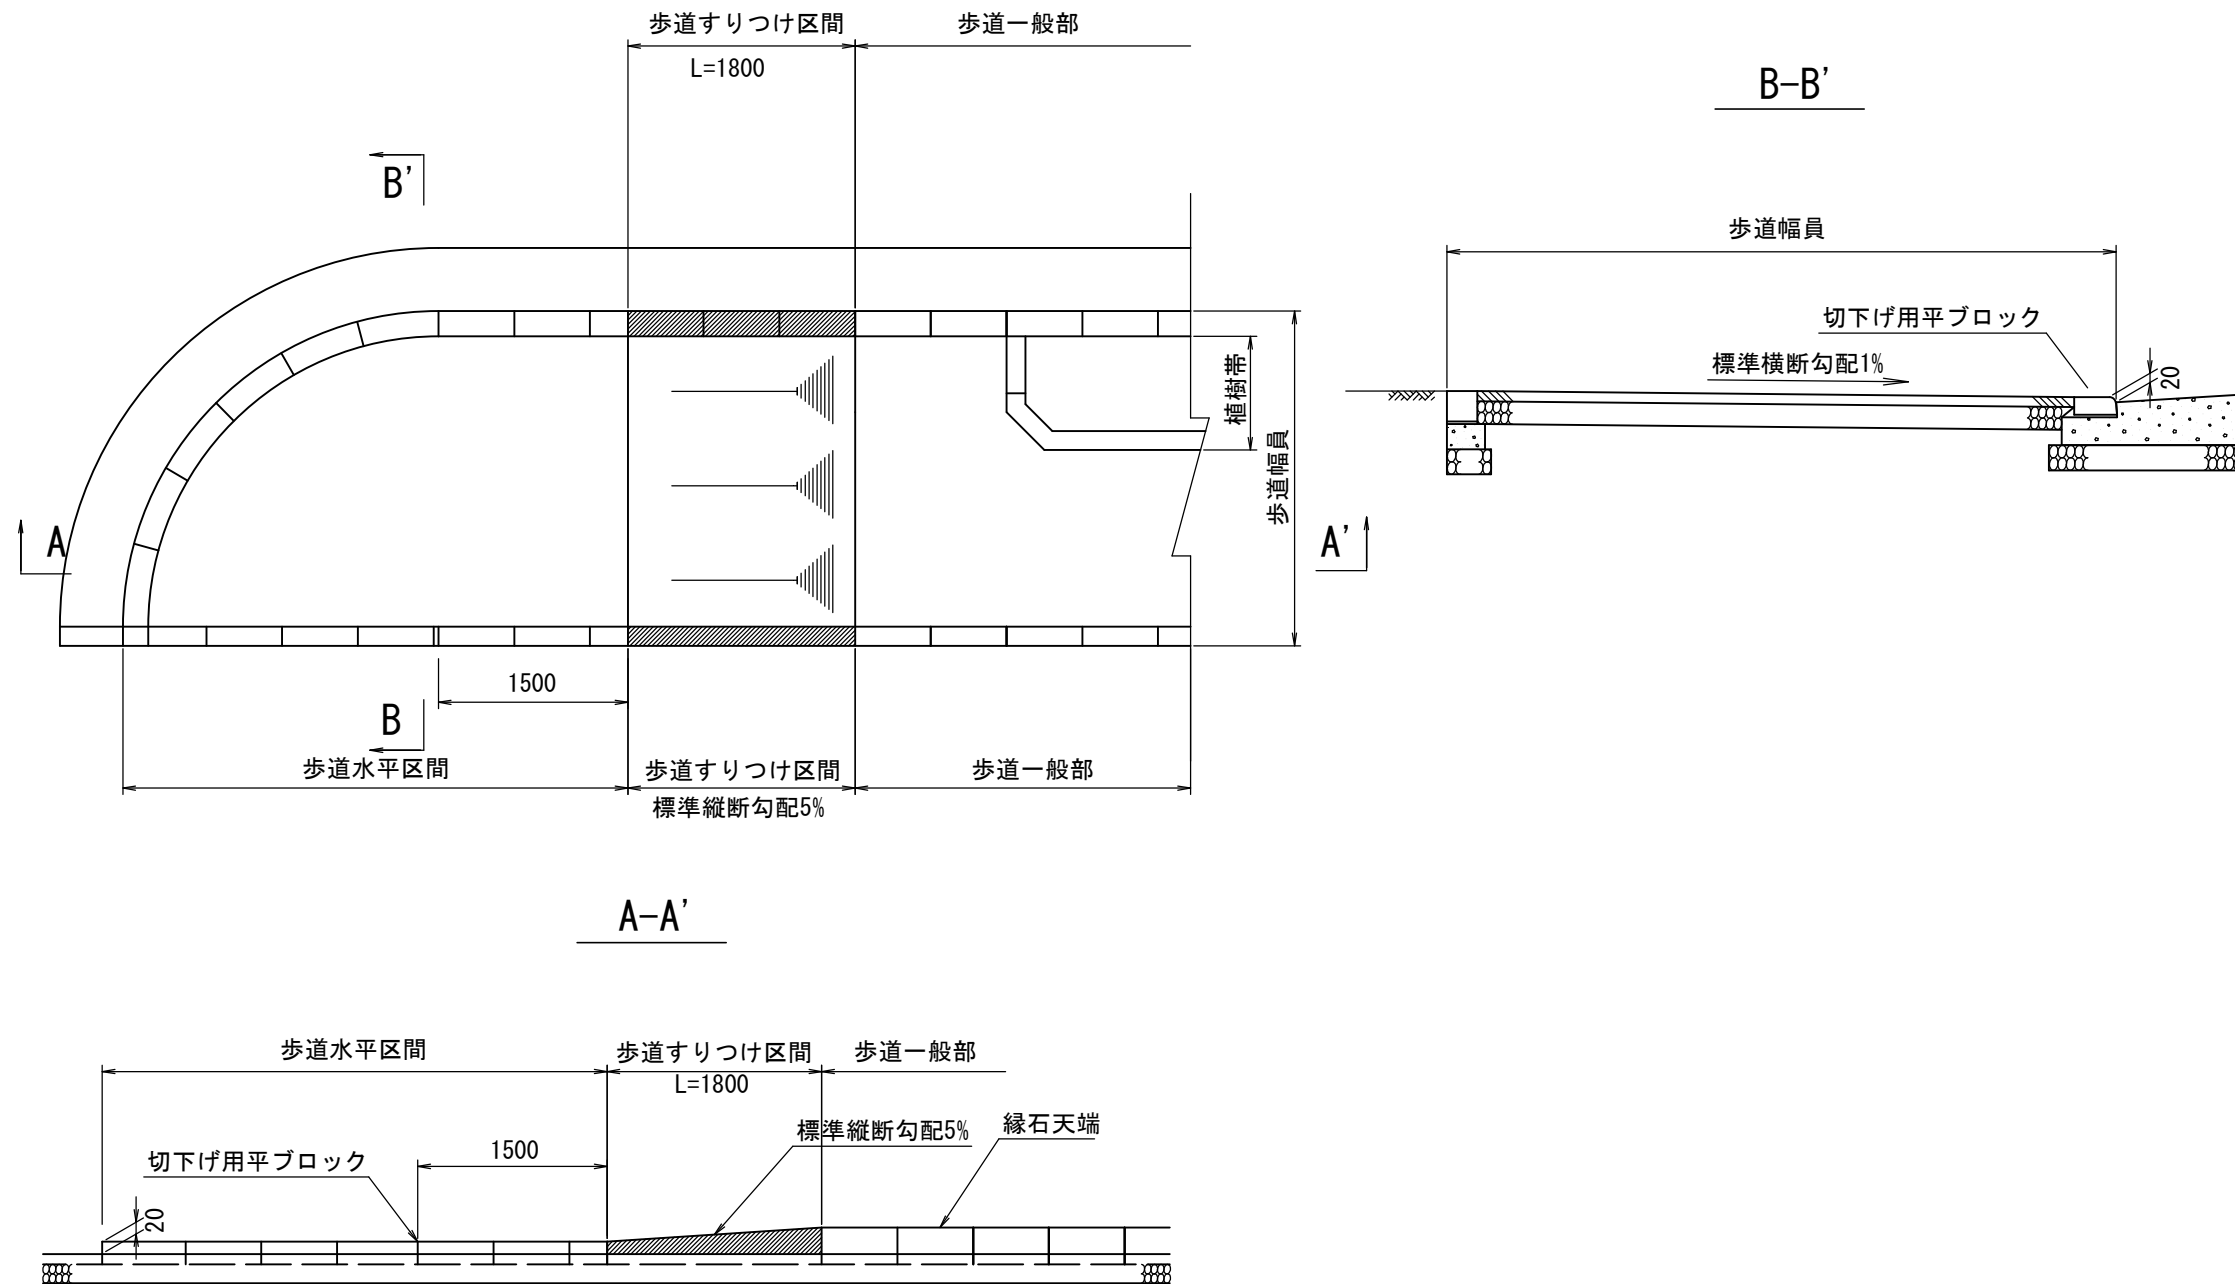 歩道すりつけ区間
歩道一般部
L=1800
B-B’
B’
歩道幅員
切下げ用平ブロック
標準横断勾配1%
20
植樹帯
歩道幅員
A
A’
1500
B
歩道水平区間
歩道すりつけ区間
歩道一般部
標準縦断勾配5%
A-A’
歩道水平区間
歩道すりつけ区間
歩道一般部
L=1800
標準縦断勾配5%
縁石天端
1500
切下げ用平ブロック
20